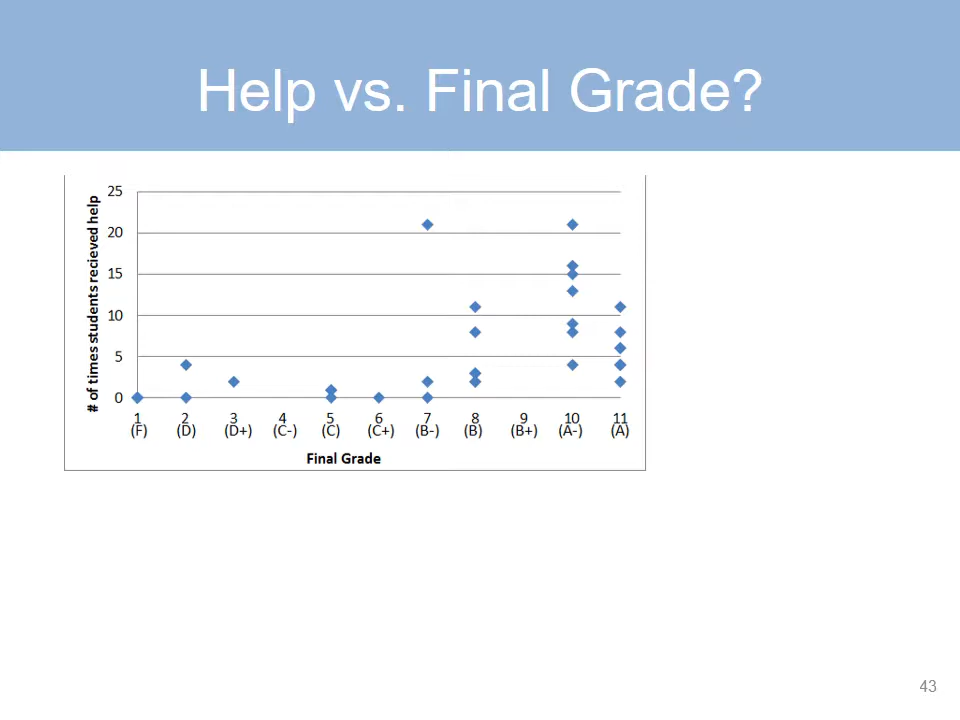 Help vs. Final Grade?
# of times students recieved help
25
20
15
10
5
0
1 2 3 4 5 6 7 8 9 10 11
(F) (D) (D+) (C-) (C) (C+) (B-) (B) (B+) (A-) (A)
Final Grade
43